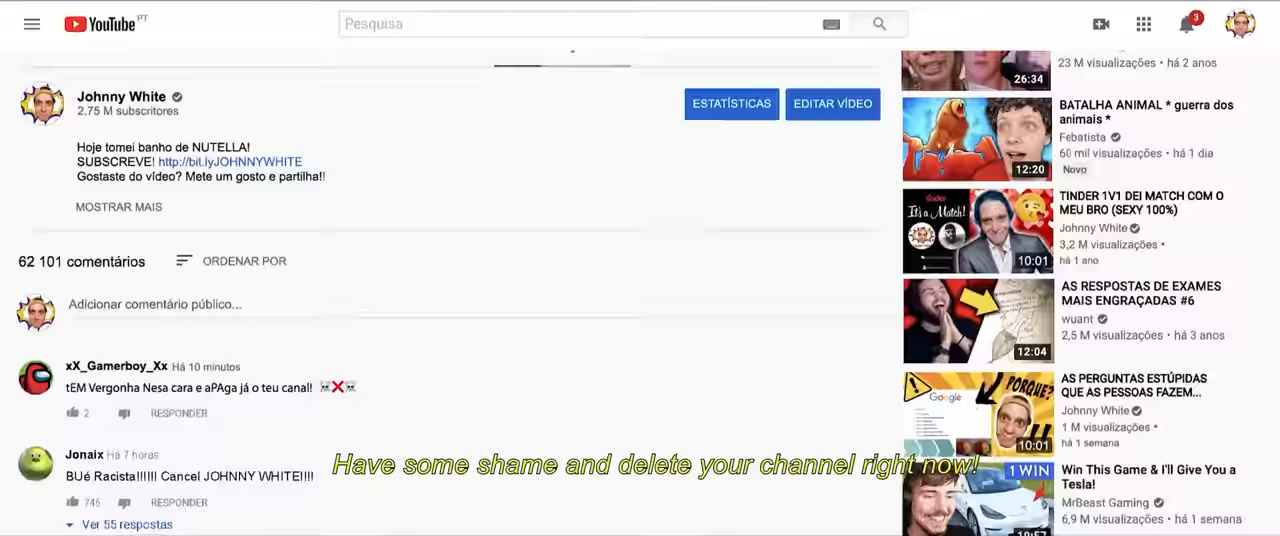 YouTube PT
Pesquisa
3
Johnny White
2,75 M subscritores
ESTATÍSTICAS
EDITAR VÍDEO
Hoje tomei banho de NUTELLA!
SUBSCREVE! http://bit.lyJOHNNYWHITE
Gostaste do vídeo? Mete um gosto e partilha!!
MOSTRAR MAIS
62 101 comentários
ORDENAR POR
Adicionar comentário público...
xX_Gamerboy_Xx Há 10 minutos
tEM Vergonha Nesa cara e aPAga já o teu canal! ☠️❌☠️
2
RESPONDER
Jonaix Há 7 horas
BUé Racista!!!!!! Cancel JOHNNY WHITE!!!!
745
RESPONDER
Ver 55 respostas
Have some shame and delete your channel right now!
26:34
23 M visualizações • há 2 anos
12:20
BATALHA ANIMAL * guerra dos
animais *
Febatista
60 mil visualizações • há 1 dia
Novo
tinder
It's a Match!
10:01
TINDER 1V1 DEI MATCH COM O
MEU BRO (SEXY 100%)
Johnny White
3,2 M visualizações •
há 1 ano
12:04
AS RESPOSTAS DE EXAMES
MAIS ENGRAÇADAS #6
wuant
2,5 M visualizações • há 3 anos
PORQUE?
Google
!!
10:01
AS PERGUNTAS ESTÚPIDAS
QUE AS PESSOAS FAZEM...
Johnny White
1 M visualizações •
há 1 semana
1 WIN
Win This Game & I'll Give You a
Tesla!
MrBeast Gaming
6,9 M visualizações • há 1 semana